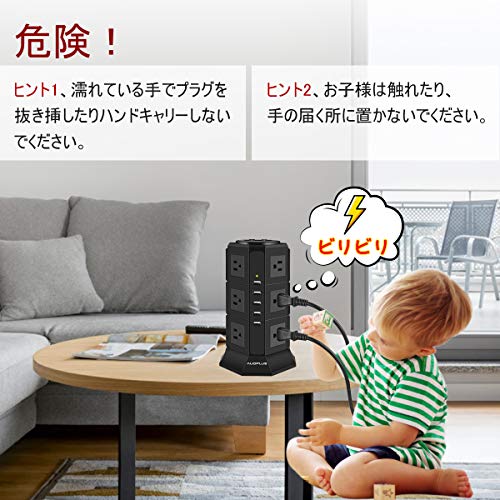 危険！
ヒント1、濡れている手でプラグを
抜き挿したりハンドキャリーしない
でください。
ヒント2、お子様は触れたり、
手の届く所に置かないでください。
ビリビリ
AUOPLUS